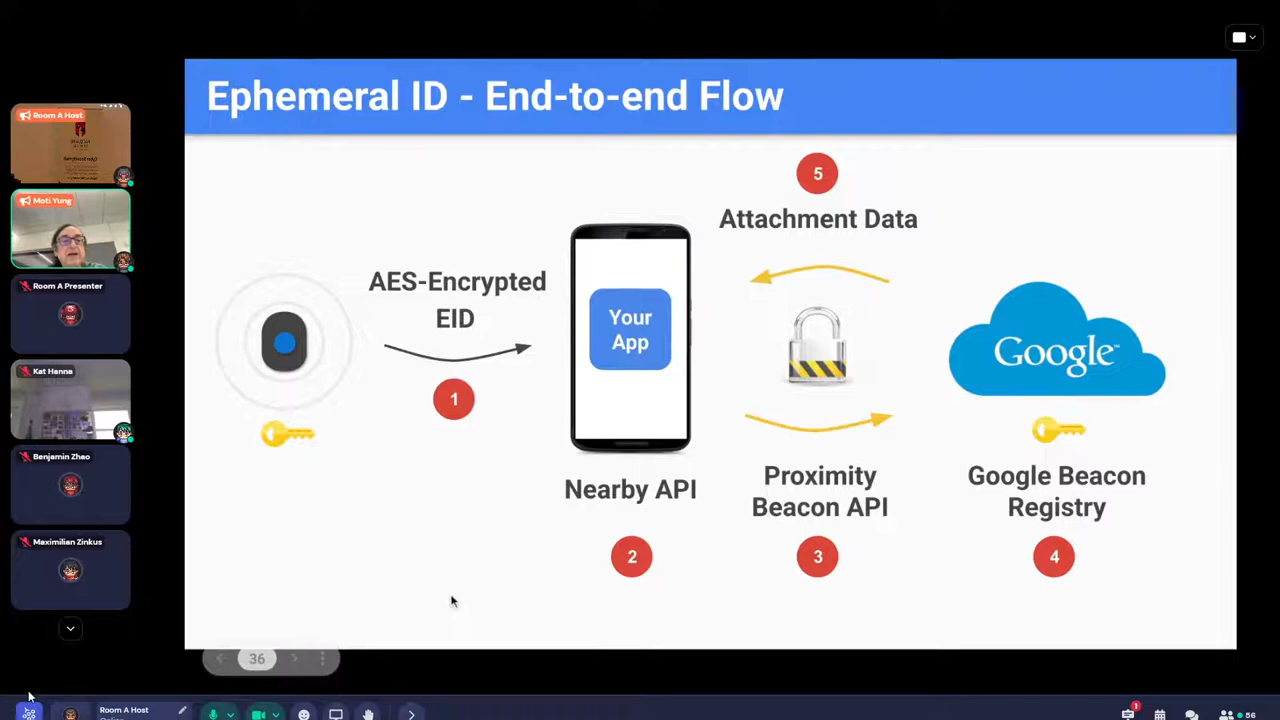 Ephemeral ID - End-to-end Flow
Room A Host
Moti Yung
Room A Presenter
Kat Hanna
Benjamin Zhao
Maximilian Zinkus
AES-Encrypted
EID
1
Your
App
Nearby API
2
5
Attachment Data
Proximity
Beacon API
3
Google
Google Beacon
Registry
4
36
Room A Host
Online
1
56